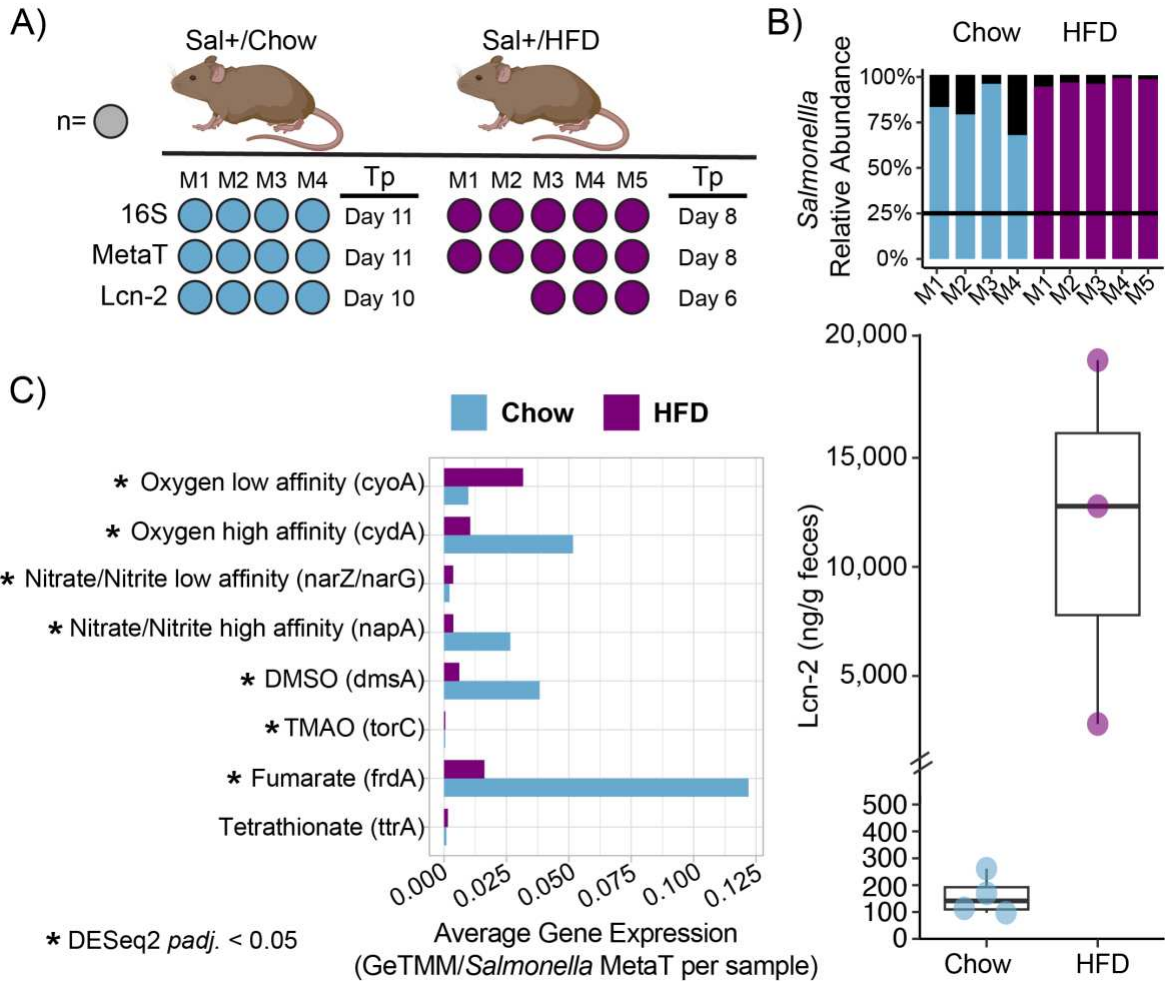 A)
Sal+/Chow
Sal+/HFD
n=
M1 M2 M3 M4 Tp M1 M2 M3 M4 M5 Tp
16S Day 11 Day 8
MetaT Day 11 Day 8
Lcn-2 Day 10 Day 6
B)
Chow HFD
Salmonellla
Relative Abundance
100%
75%
50%
25%
0%
M1 M2 M3 M4 M1 M2 M3 M4 M5
Lcn-2 (ng/g feces)
20,000
15,000
10,000
5,000
500
400
300
200
100
0
Chow HFD
C)
Chow HFD
* Oxygen low affinity (cyoA)
* Oxygen high affinity (cydA)
* Nitrate/Nitrite low affinity (narZ/narG)
* Nitrate/Nitrite high affinity (napA)
* DMSO (dmsA)
* TMAO (torC)
* Fumarate (frdA)
Tetrathionate (ttrA)
0.000 0.025 0.050 0.075 0.100 0.125
Average Gene Expression
(GeTMM/Salmonella MetaT per sample)
* DESeq2 padj. < 0.05